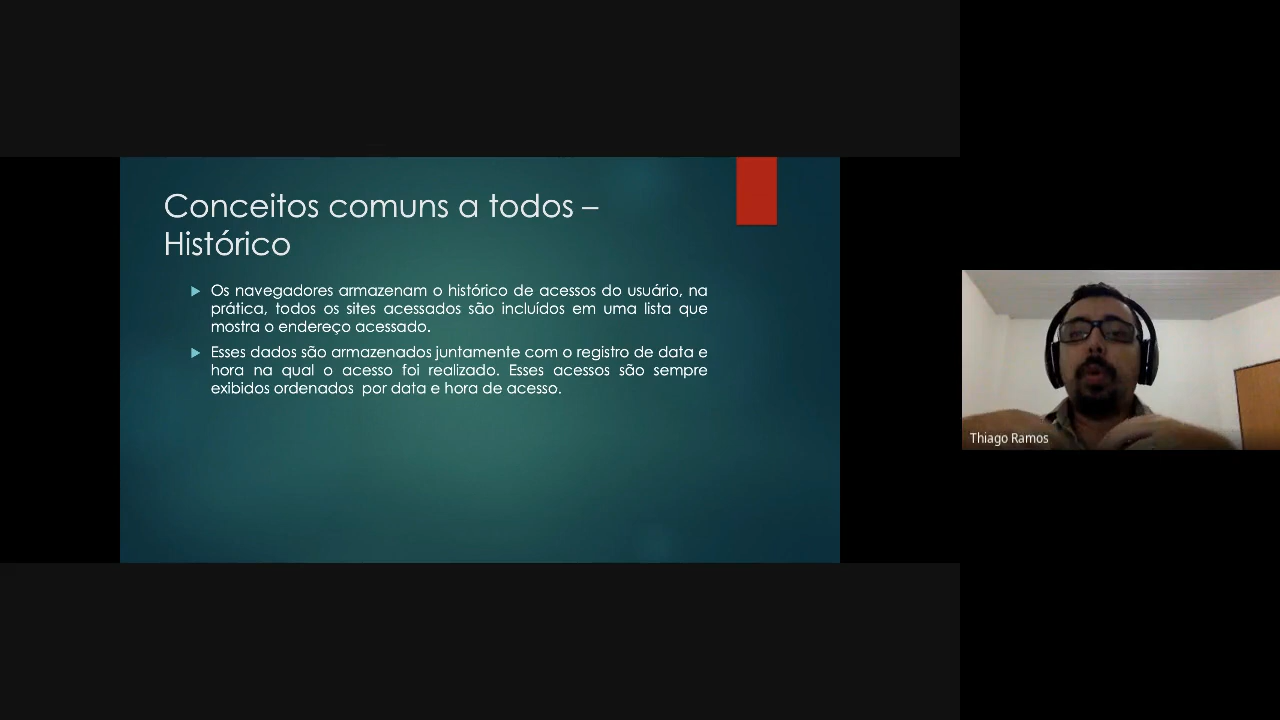 Conceitos comuns a todos –
Histórico
Os navegadores armazenam o histórico de acessos do usuário, na
prática, todos os sites acessados são incluídos em uma lista que
mostra o endereço acessado.
Esses dados são armazenados juntamente com o registro de data e
hora na qual o acesso foi realizado. Esses acessos são sempre
exibidos ordenados  por data e hora de acesso.
Thiago Ramos